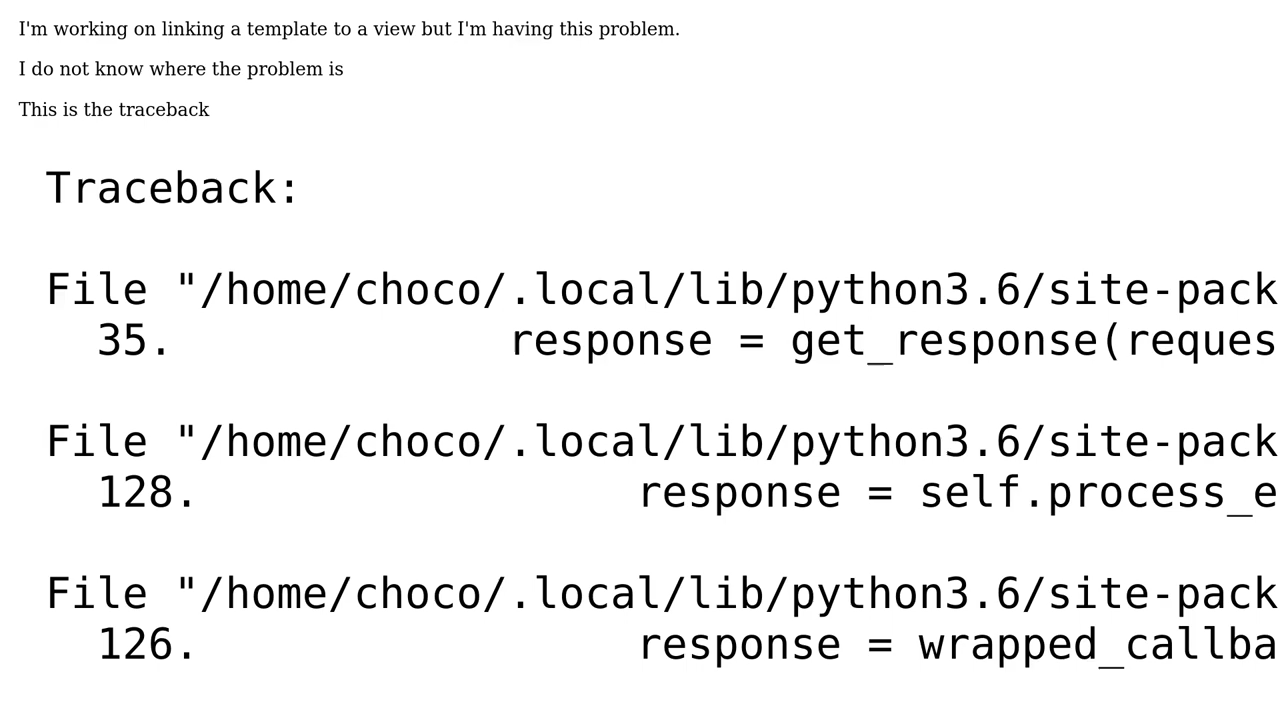 I'm working on linking a template to a view but I'm having this problem.
I do not know where the problem is
This is the traceback
Traceback:
File "/home/choco/.local/lib/python3.6/site-pack
35. response = get_response(reques
File "/home/choco/.local/lib/python3.6/site-pack
128. response = self.process_e
File "/home/choco/.local/lib/python3.6/site-pack
126. response = wrapped_callba